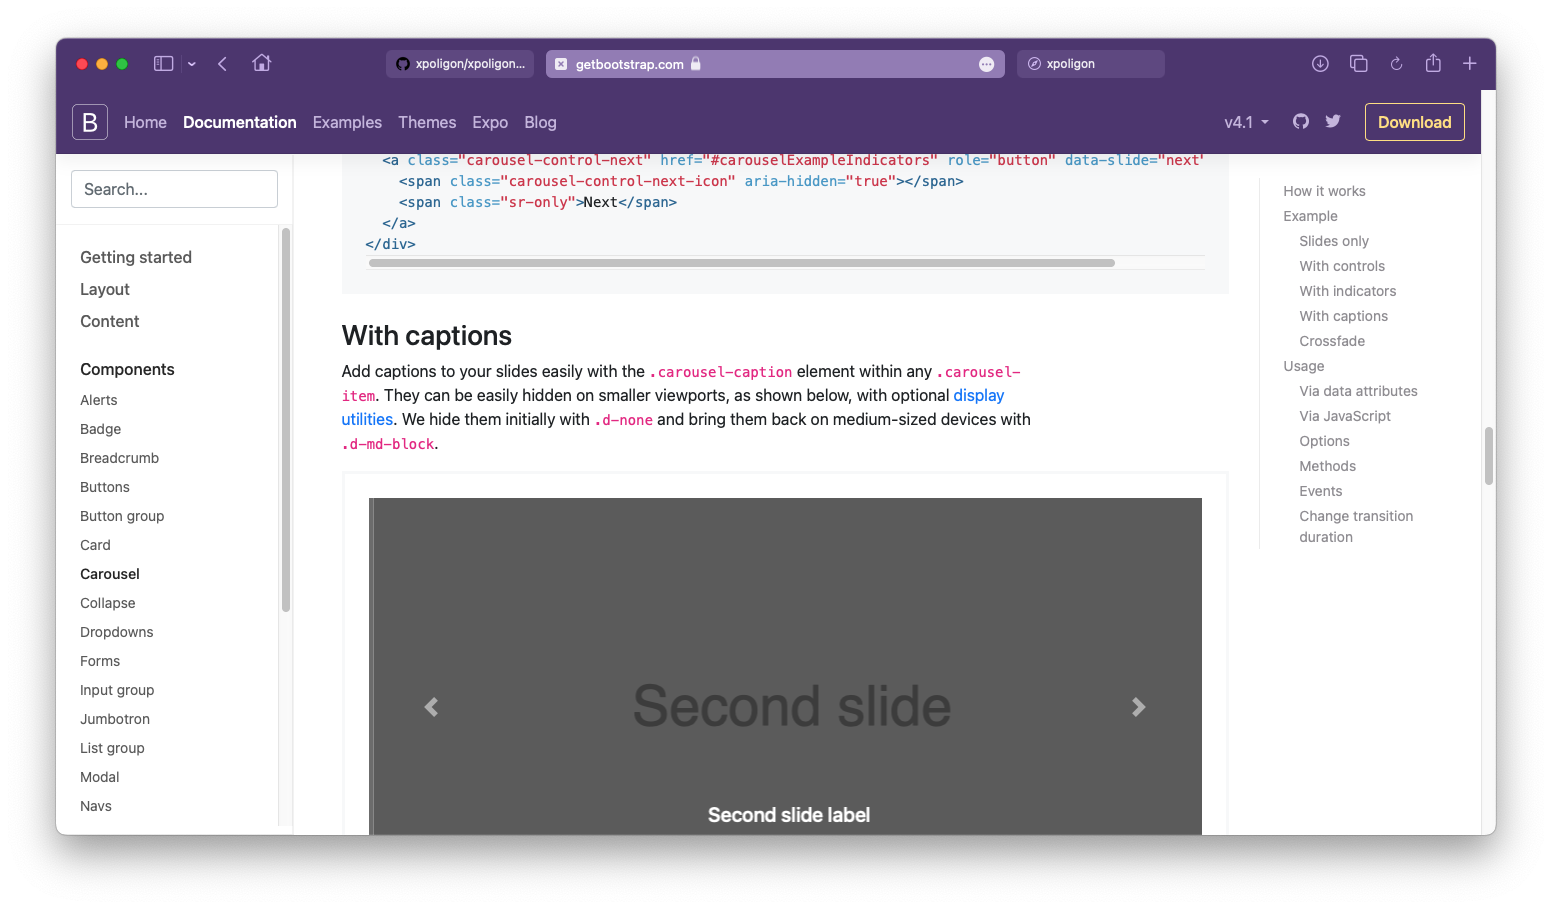 xpoligon/xpoligon...
getbootstrap.com
xpoligon
B
Home
Documentation
Examples
Themes
Expo
Blog
v4.1
Download
Search...
Getting started
Layout
Content
Components
Alerts
Badge
Breadcrumb
Buttons
Button group
Card
Carousel
Collapse
Dropdowns
Forms
Input group
Jumbotron
List group
Modal
Navs
<a class="carousel-control-next" href="#carouselExampleIndicators" role="button" data-slide="next"
<span class="carousel-control-next-icon" aria-hidden="true"></span>
<span class="sr-only">Next</span>
</a>
</div>
With captions
Add captions to your slides easily with the .carousel-caption element within any .carousel-
item. They can be easily hidden on smaller viewports, as shown below, with optional display
utilities. We hide them initially with .d-none and bring them back on medium-sized devices with
.d-md-block.
Second slide
Second slide label
How it works
Example
Slides only
With controls
With indicators
With captions
Crossfade
Usage
Via data attributes
Via JavaScript
Options
Methods
Events
Change transition
duration